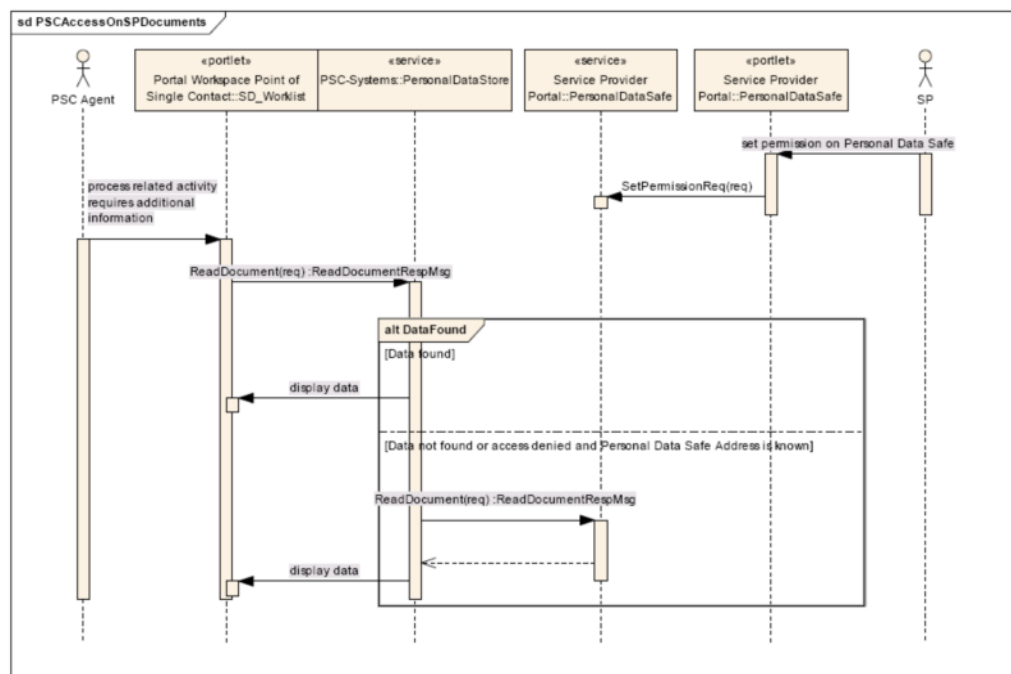 sd PSCAccessOnSPDocuments
PSC Agent
«portlet»
Portal Workspace Point of
Single Contact::SD_Worklist
«service»
PSC-Systems::PersonalDataStore
«service»
Service Provider
Portal::PersonalDataSafe
«portlet»
Service Provider
Portal::PersonalDataSafe
SP
set permission on Personal Data Safe
SetPermissionReq(req)
process related activity
requires additional
information
ReadDocument(req) :ReadDocumentRespMsg
alt DataFound
[Data found]
display data
[Data not found or access denied and Personal Data Safe Address is known]
ReadDocument(req) :ReadDocumentRespMsg
display data